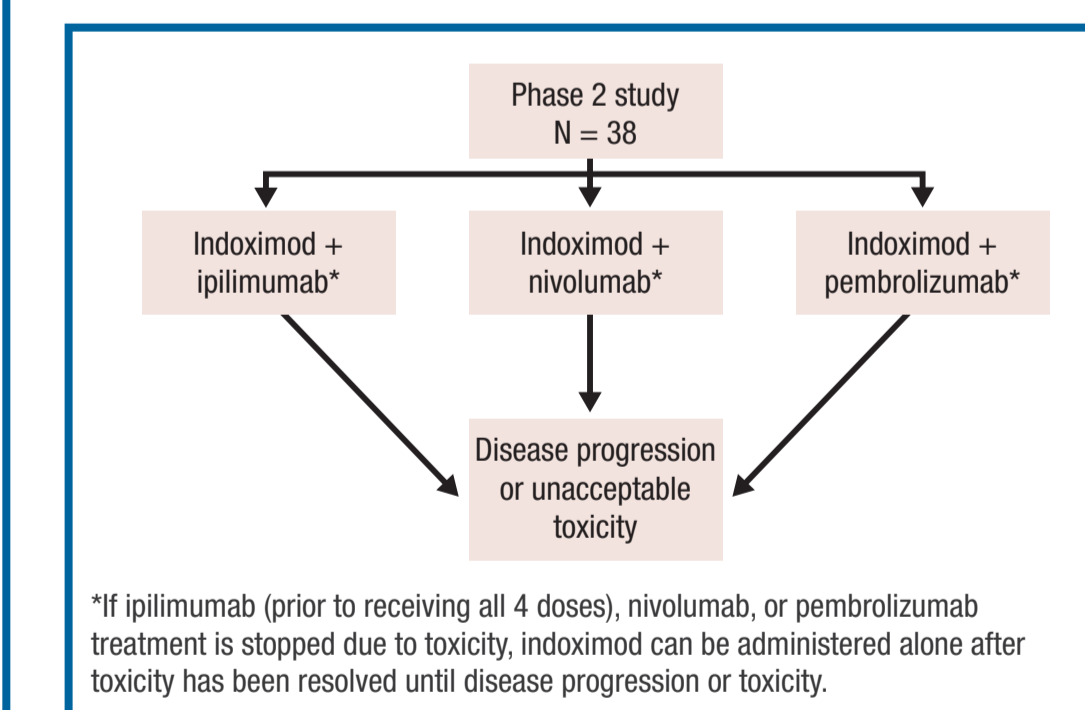 Phase 2 study
N = 38
Indoximod +
ipilimumab*
Indoximod +
nivolumab*
Indoximod +
pembrolizumab*
Disease progression
or unacceptable
toxicity
*If ipilimumab (prior to receiving all 4 doses), nivolumab, or pembrolizumab
treatment is stopped due to toxicity, indoximod can be administered alone after
toxicity has been resolved until disease progression or toxicity.